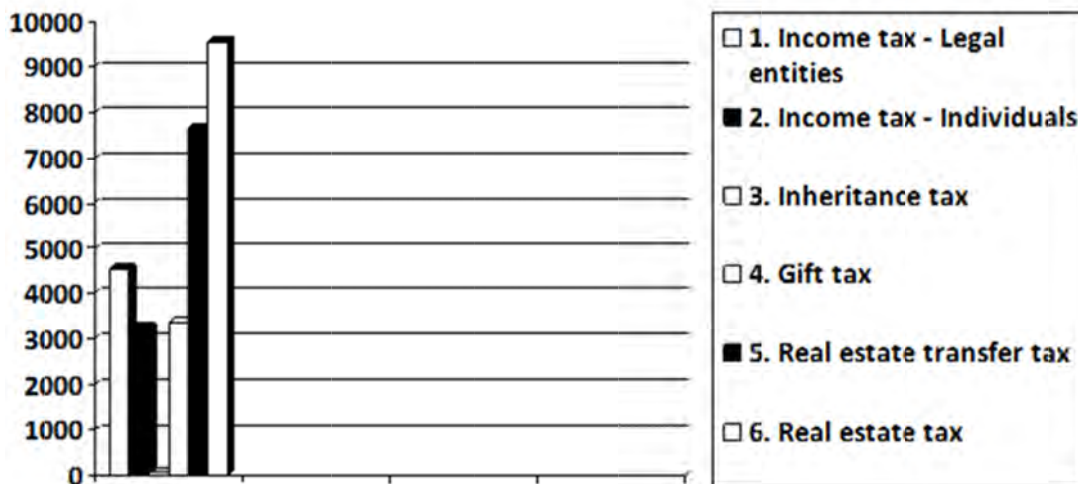 10000
9000
8000
7000
6000
5000
4000
3000
2000
1000
0
1. Income tax - Legal
entities
2. Income tax - Individuals
3. Inheritance tax
4. Gift tax
5. Real estate transfer tax
6. Real estate tax